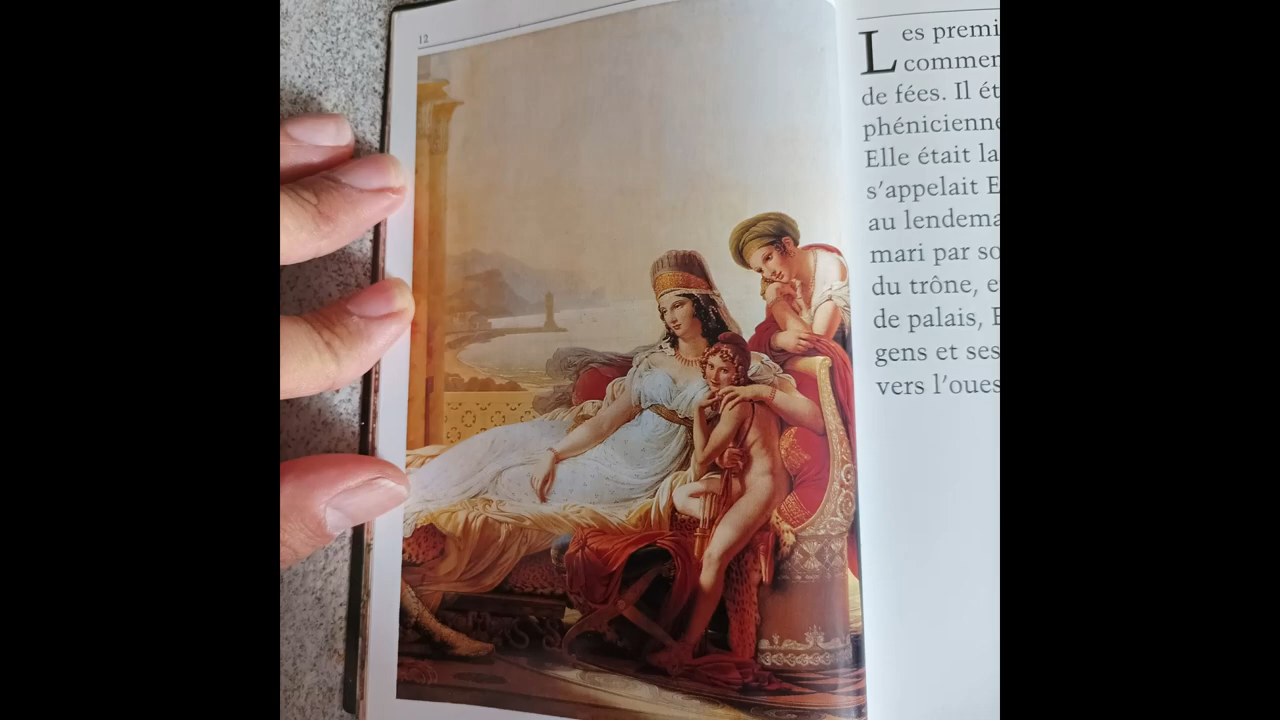 12
Les premi
commen
de fées. Il ét
phénicienne
Elle était la
s'appelait E
au lendema
mari par so
du trône, e
de palais, E
gens et ses
vers l'oues